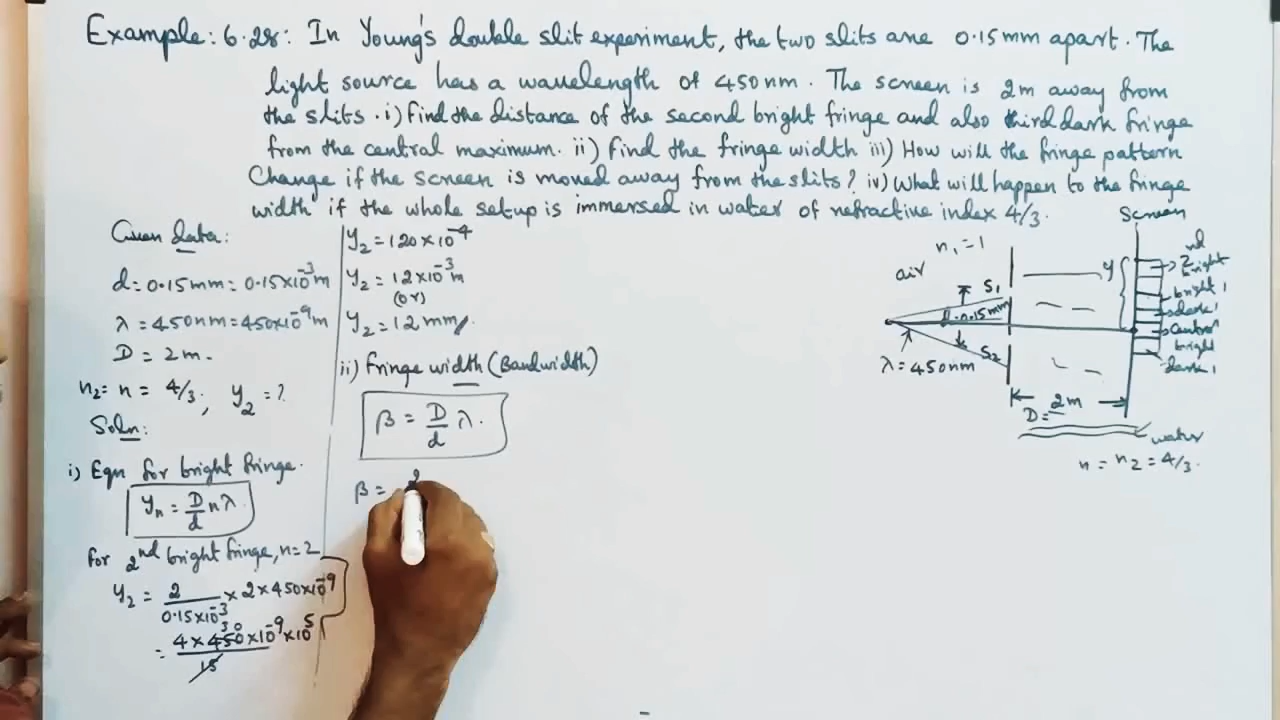 Example: 6.28: In Young's double slit experiment, the two slits are 0.15mm apart. The
light source has a wavelength of 450nm. The screen is 2m away from
the slits. i) Find the distance of the second bright fringe and also third dark fringe
from the central maximum. ii) Find the fringe width iii) How will the fringe pattern
Change if the screen is moved away from the slits? iv) What will happen to the fringe
width if the whole setup is immersed in water of refractive index 4/3.
Given data:
d = 0.15mm = 0.15×10⁻³m
λ = 450nm = 450×10⁻⁹m
D = 2m.
n₂ = n = 4/3, y₂ = ?
Soln:
i) Eqn for bright fringe.
yₙ = D/d nλ
for 2nd bright fringe, n=2
y₂ = 2/0.15×10⁻³ × 2×450×10⁻⁹
= 4×450×10⁻⁹×10⁵/15
30
y₂ = 120×10⁻⁴
y₂ = 12×10⁻³m
(or)
y₂ = 12mm
ii) Fringe width (Bandwidth)
β = D/d λ.
β = 2
Screen
n₁ = 1
air
S₁
d=0.15mm
S₂
λ = 450nm
y
2nd
bright
bright 1
dark 1
central
bright
dark 1
D = 2m
water
n = n₂ = 4/3.